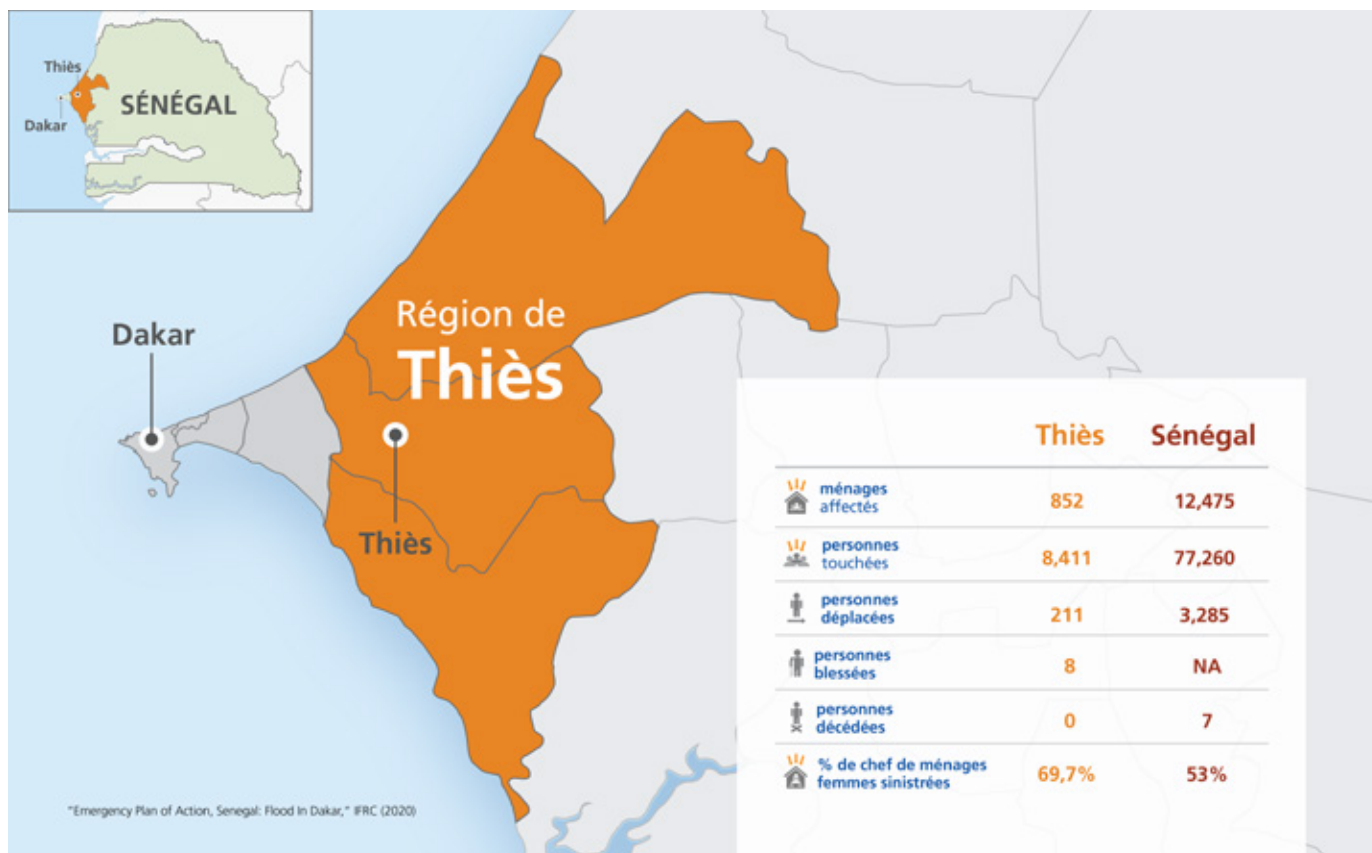 Thiès
SÉNÉGAL
Dakar
Dakar
Région de
Thiès
Thiès
Thiès Sénégal
ménages
affectés 852 12,475
personnes
touchées 8,411 77,260
personnes
déplacées 211 3,285
personnes
blessées 8 NA
personnes
décédées 0 7
% de chef de ménages
femmes sinistrées 69,7% 53%
"Emergency Plan of Action, Senegal: Flood In Dakar," IFRC (2020)